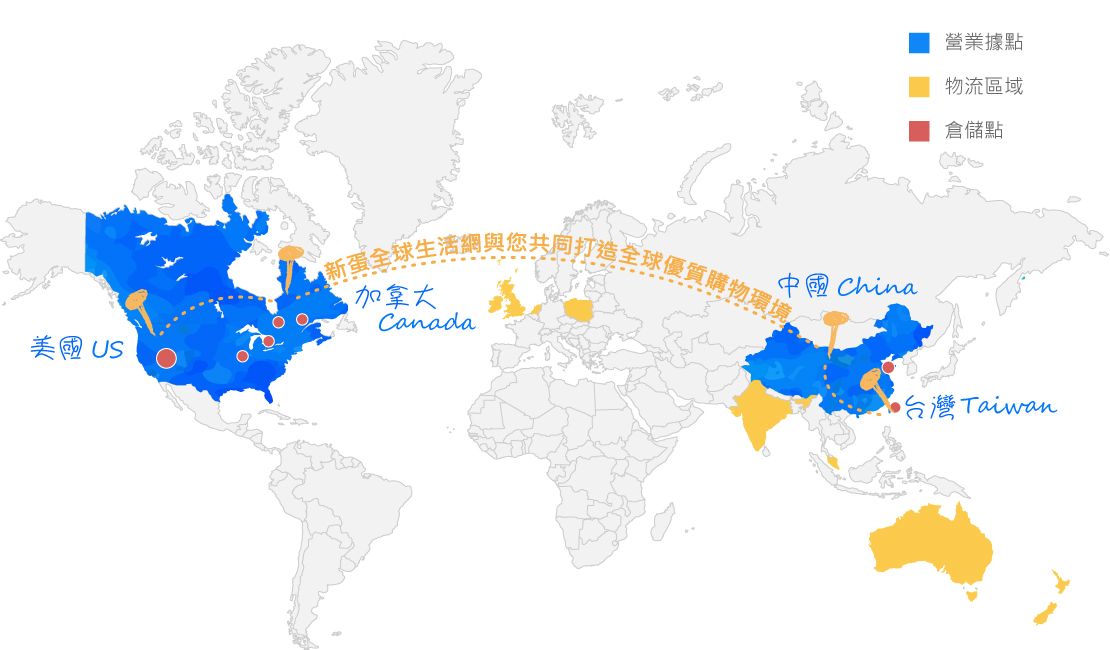 營業據點
物流區域
倉儲點
新蛋全球生活網與您共同打造全球優質購物環境
中國 China
加拿大
Canada
美國 US
台灣 Taiwan